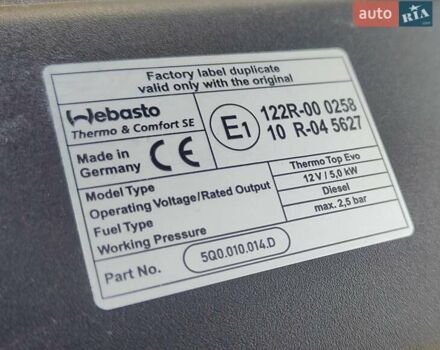 auto RIA.com
Factory label duplicate
valid only with the original
Webasto
Thermo & Comfort SE
Made in
Germany
CE
E1
122R-00 0258
10 R-04 5627
Model Type Thermo Top Evo
Operating Voltage/Rated Output 12V / 5,0 kW
Fuel Type Diesel
Working Pressure max. 2,5 bar
Part No. 5Q0.010.014.D